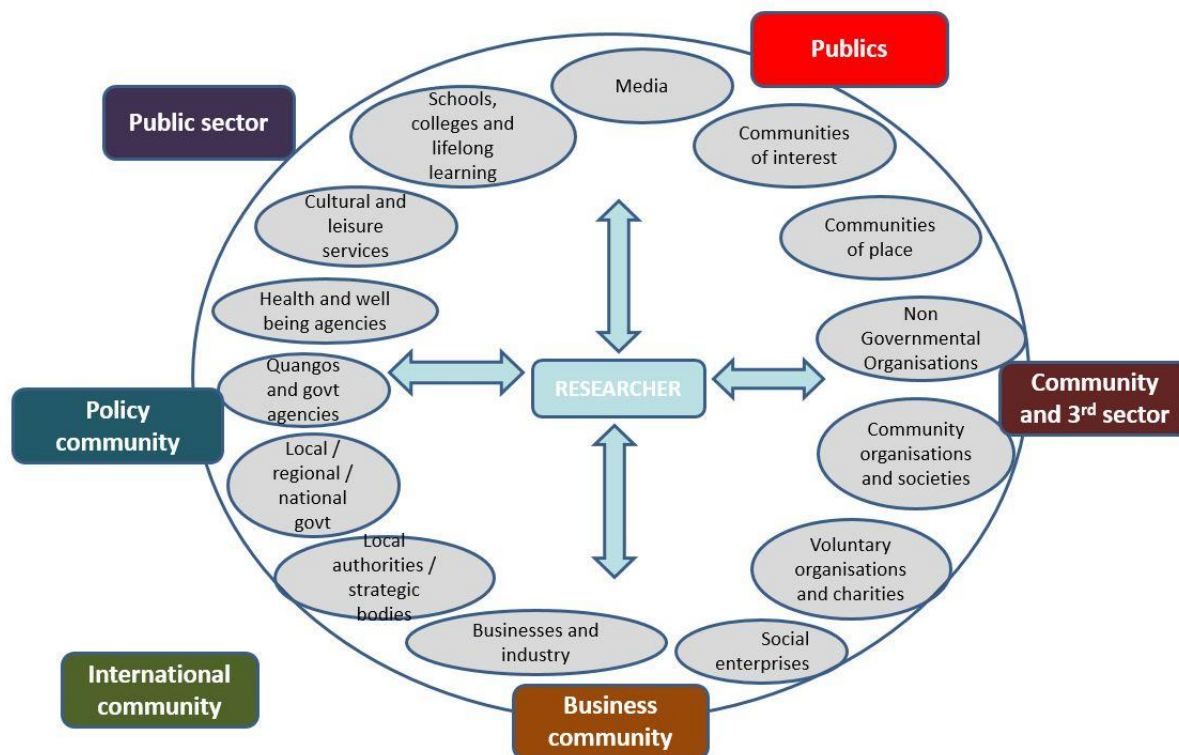 Publics
Media
Public sector
Schools,
colleges and
lifelong
learning
Communities
of interest
Cultural and
leisure
services
Communities
of place
Health and well
being agencies
Non
Governmental
Organisations
Quangos
and govt
agencies
RESEARCHER
Policy
community
Community
and 3rd sector
Community
organisations
and societies
Local /
regional /
national
govt
Local
authorities /
strategic
bodies
Voluntary
organisations
and charities
Businesses and
industry
Social
enterprises
International
community
Business
community